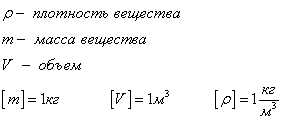 ρ – плотность вещества
m – масса вещества
V – объем
[m] = 1кг [V] = 1м³ [ρ] = 1 кг/м³